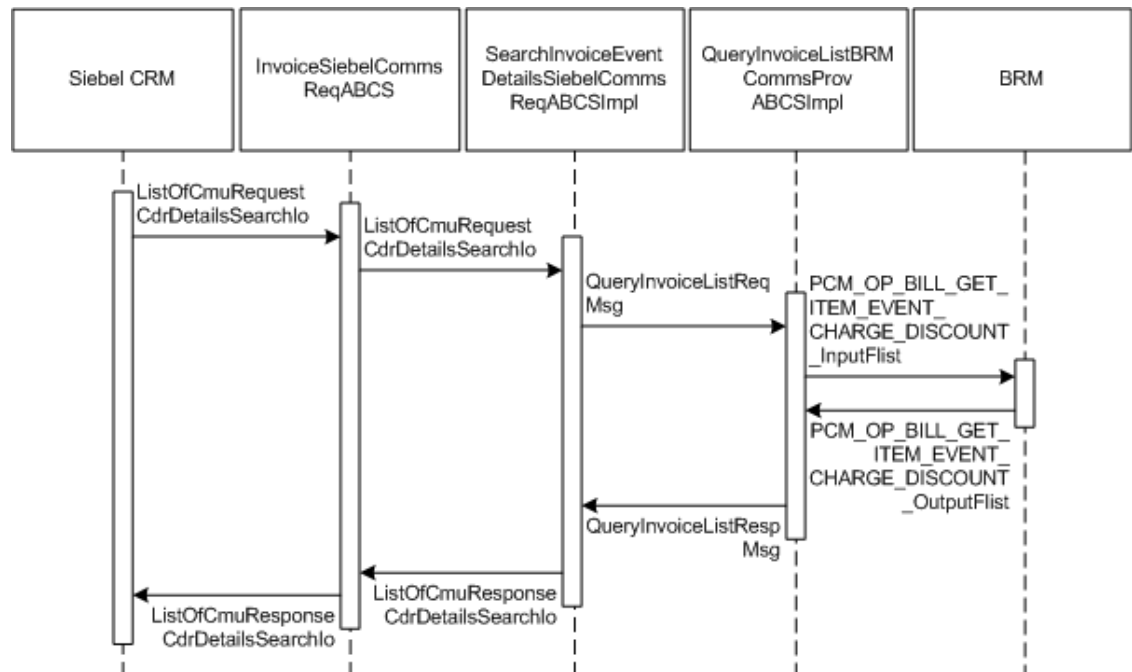 Siebel CRM
InvoiceSiebelComms
ReqABCS
SearchInvoiceEvent
DetailsSiebelComms
ReqABCSImpl
QueryInvoiceListBRM
CommsProv
ABCSImpl
BRM
ListOfCmuRequest
CdrDetailsSearchIo
ListOfCmuRequest
CdrDetailsSearchIo
QueryInvoiceListReq
Msg
PCM_OP_BILL_GET_
ITEM_EVENT_
CHARGE_DISCOUNT
_InputFlist
PCM_OP_BILL_GET_
ITEM_EVENT_
CHARGE_DISCOUNT
_OutputFlist
QueryInvoiceListResp
Msg
ListOfCmuResponse
CdrDetailsSearchIo
ListOfCmuResponse
CdrDetailsSearchIo